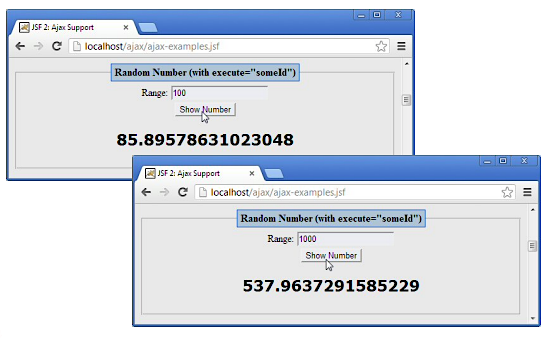 JSF 2: Ajax Support
localhost/ajax/ajax-examples.jsf
Random Number (with execute="someId")
Range: 100
Show Number
85.89578631023048
JSF 2: Ajax Support
localhost/ajax/ajax-examples.jsf
Random Number (with execute="someId")
Range: 1000
Show Number
537.9637291585229